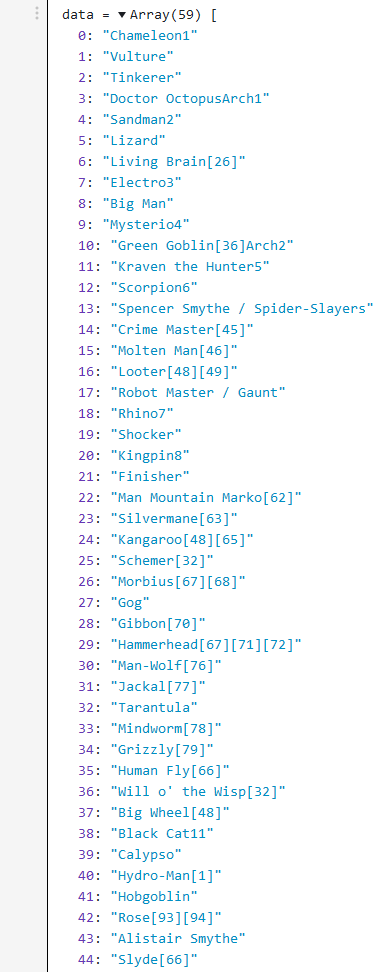 data = ▼ Array(59) [
0: "Chameleon1"
1: "Vulture"
2: "Tinkerer"
3: "Doctor OctopusArch1"
4: "Sandman2"
5: "Lizard"
6: "Living Brain[26]"
7: "Electro3"
8: "Big Man"
9: "Mysterio4"
10: "Green Goblin[36]Arch2"
11: "Kraven the Hunter5"
12: "Scorpion6"
13: "Spencer Smythe / Spider-Slayers"
14: "Crime Master[45]"
15: "Molten Man[46]"
16: "Looter[48][49]"
17: "Robot Master / Gaunt"
18: "Rhino7"
19: "Shocker"
20: "Kingpin8"
21: "Finisher"
22: "Man Mountain Marko[62]"
23: "Silvermane[63]"
24: "Kangaroo[48][65]"
25: "Schemer[32]"
26: "Morbius[67][68]"
27: "Gog"
28: "Gibbon[70]"
29: "Hammerhead[67][71][72]"
30: "Man-Wolf[76]"
31: "Jackal[77]"
32: "Tarantula"
33: "Mindworm[78]"
34: "Grizzly[79]"
35: "Human Fly[66]"
36: "Will o' the Wisp[32]"
37: "Big Wheel[48]"
38: "Black Cat11"
39: "Calypso"
40: "Hydro-Man[1]"
41: "Hobgoblin"
42: "Rose[93][94]"
43: "Alistair Smythe"
44: "Slyde[66]"